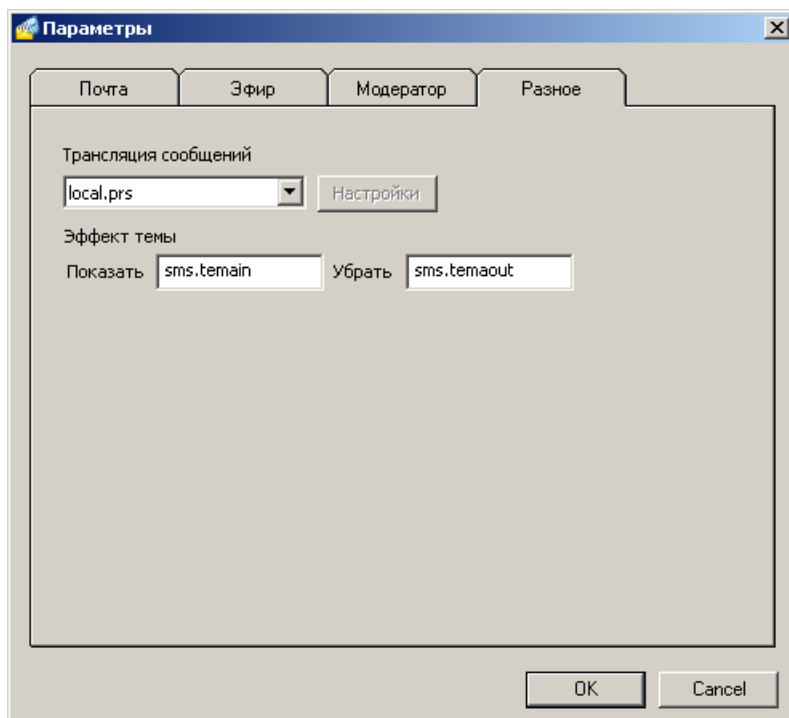 Параметры
Почта Эфир Модератор Разное
Трансляция сообщений
local.prs Настройки
Эффект темы
Показать sms.temain Убрать sms.temaout
OK Cancel